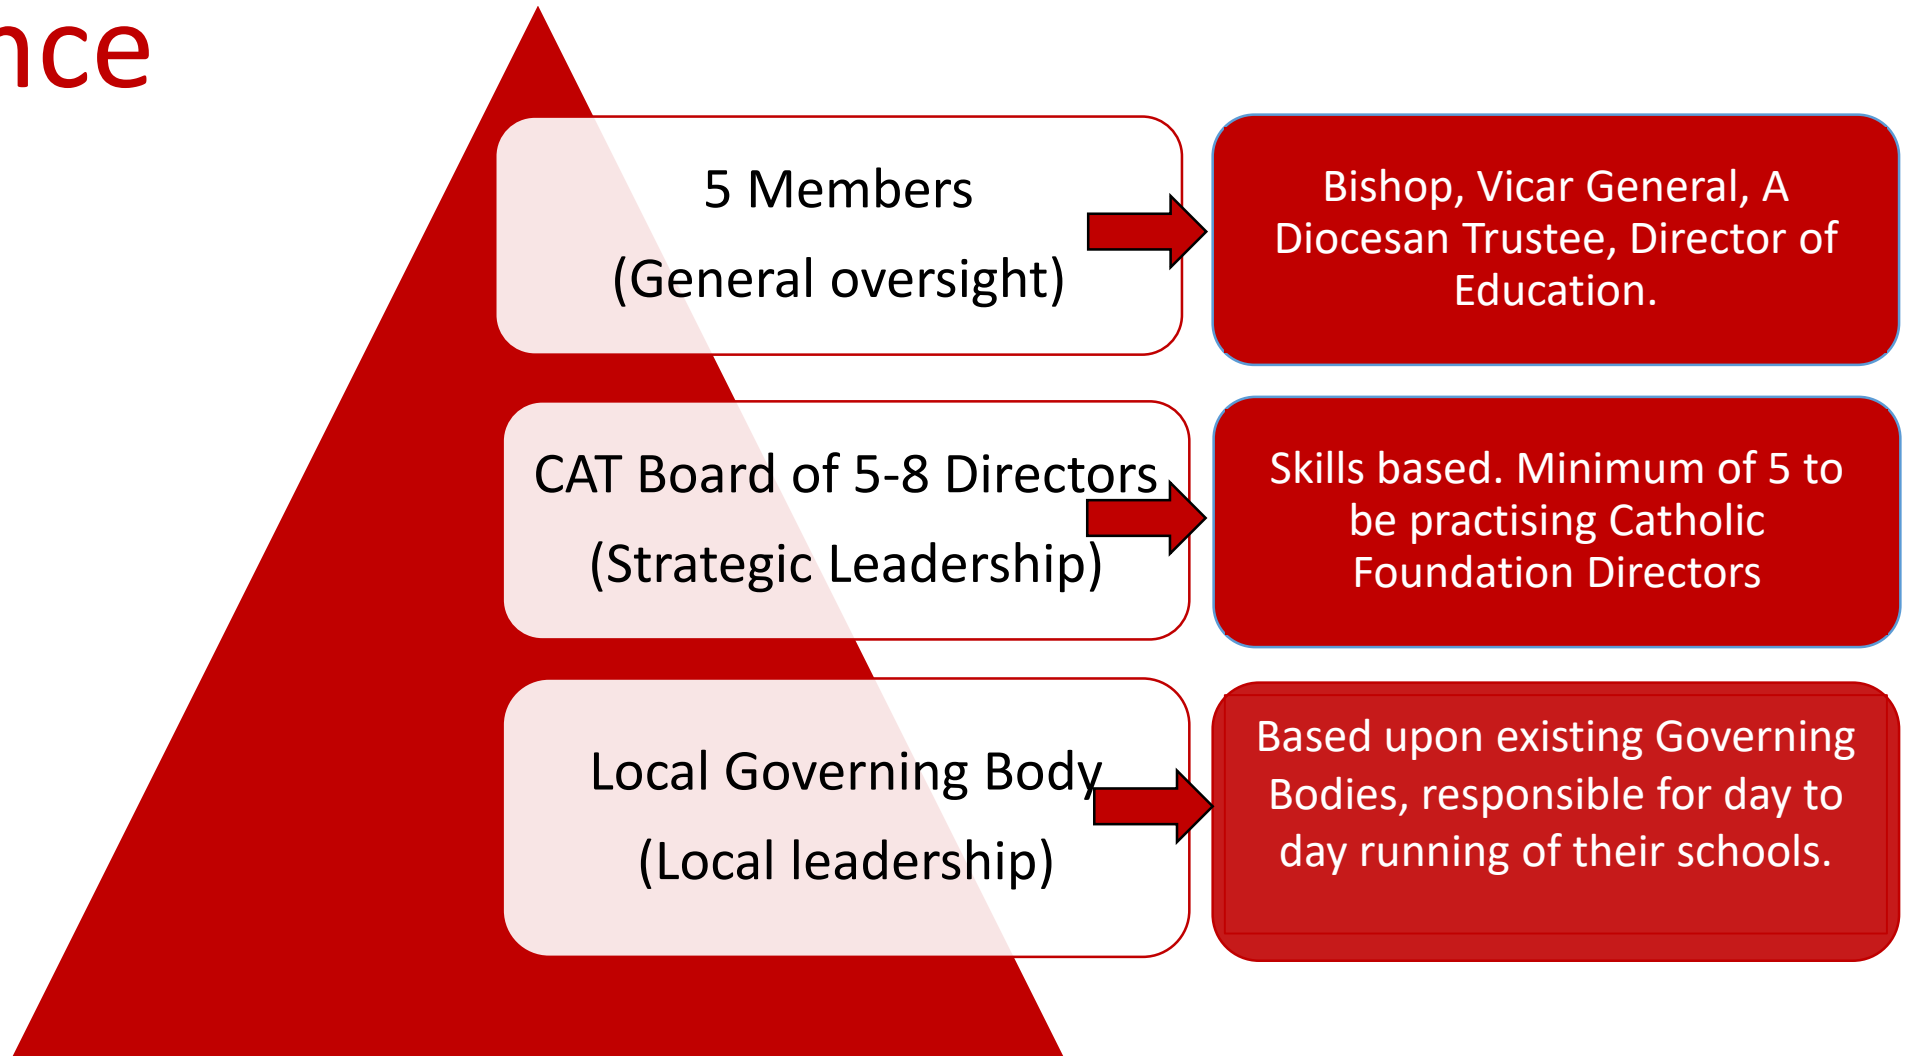 nce
5 Members
(General oversight)
Bishop, Vicar General, A
Diocesan Trustee, Director of
Education.
CAT Board of 5-8 Directors
(Strategic Leadership)
Skills based. Minimum of 5 to
be practising Catholic
Foundation Directors
Local Governing Body
(Local leadership)
Based upon existing Governing
Bodies, responsible for day to
day running of their schools.